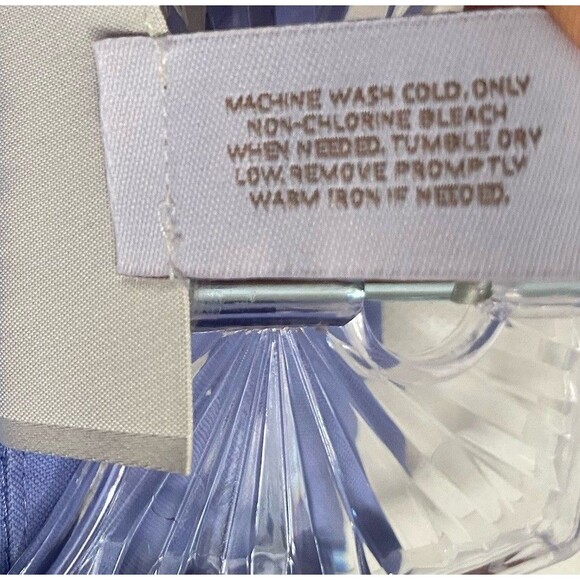 MACHINE WASH COLD, ONLY
NON-CHLORINE BLEACH
WHEN NEEDED. TUMBLE DRY
LOW. REMOVE PROMPTLY
WARM IRON IF NEEDED.